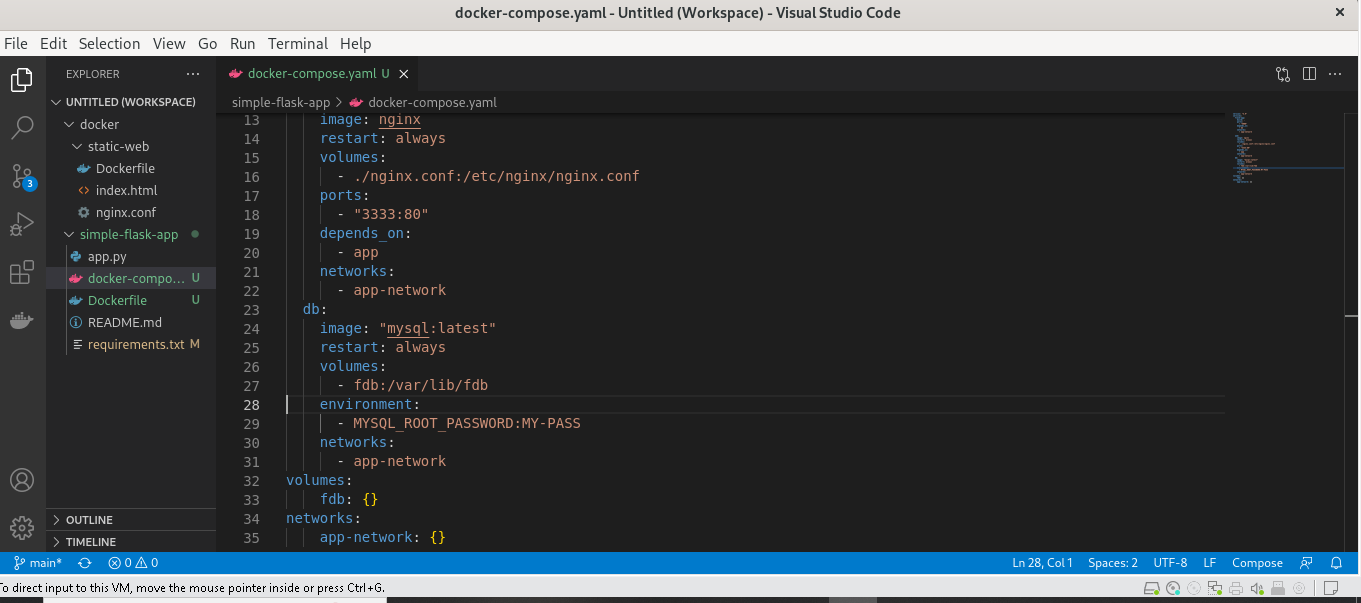 docker-compose.yaml - Untitled (Workspace) - Visual Studio Code ×
File Edit Selection View Go Run Terminal Help
EXPLORER ···
UNTITLED (WORKSPACE)
docker
static-web
Dockerfile
index.html
nginx.conf
simple-flask-app
app.py
docker-compo... U
Dockerfile U
README.md
requirements.txt M
OUTLINE
TIMELINE
3
docker-compose.yaml U ×
simple-flask-app > docker-compose.yaml
13 image: nginx
14 restart: always
15 volumes:
16 - ./nginx.conf:/etc/nginx/nginx.conf
17 ports:
18 - "3333:80"
19 depends_on:
20 - app
21 networks:
22 - app-network
23 db:
24 image: "mysql:latest"
25 restart: always
26 volumes:
27 - fdb:/var/lib/fdb
28 environment:
29 - MYSQL_ROOT_PASSWORD:MY-PASS
30 networks:
31 - app-network
32 volumes:
33 fdb: {}
34 networks:
35 app-network: {}
main* 0 0 Ln 28, Col 1 Spaces: 2 UTF-8 LF Compose
To direct input to this VM, move the mouse pointer inside or press Ctrl+G.